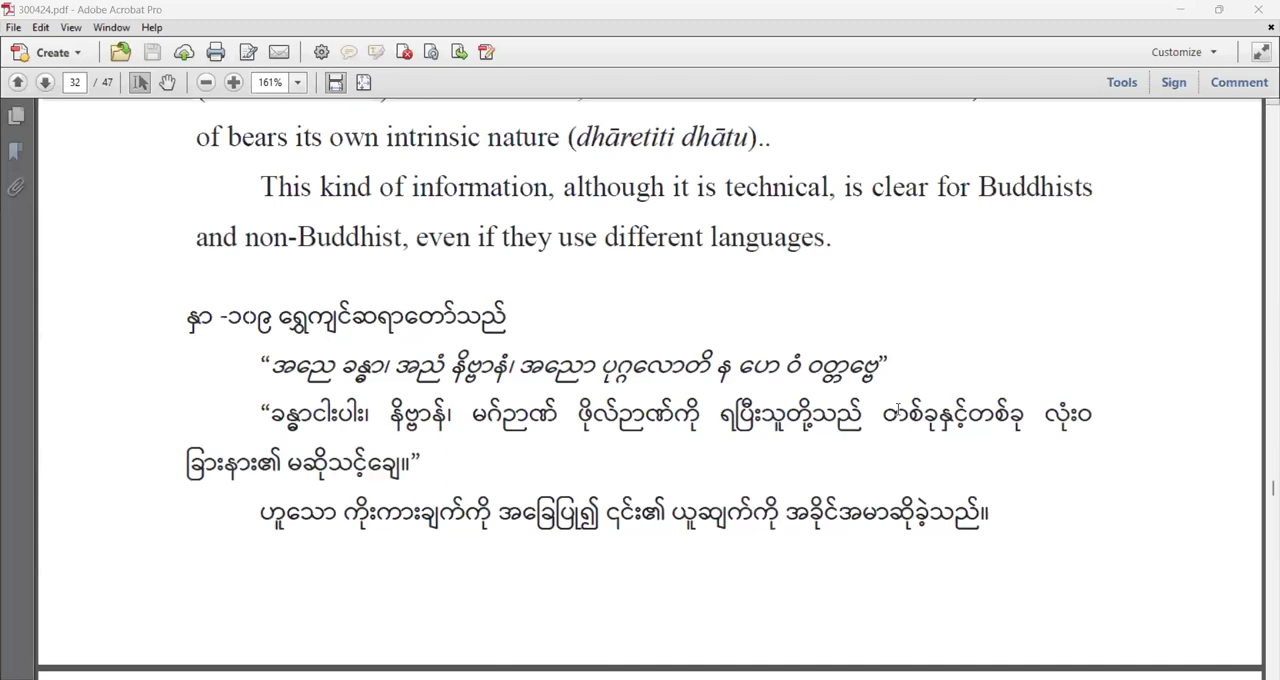 300424.pdf - Adobe Acrobat Pro
File Edit View Window Help
Create Customize
32 / 47 161% Tools Sign Comment
of bears its own intrinsic nature (dhāretiti dhātu)..
This kind of information, although it is technical, is clear for Buddhists
and non-Buddhist, even if they use different languages.
နှာ -၁၀၉ ရွှေကျင်ဆရာတော်သည်
“အညေ ခန္ဓာ၊ အညံ နိဗ္ဗာနံ၊ အညော ပုဂ္ဂလောတိ န ဟေ ဝံ ဝတ္တဗ္ဗေ”
“ခန္ဓာငါးပါး၊ နိဗ္ဗာန်၊ မဂ်ဉာဏ် ဖိုလ်ဉာဏ်ကို ရပြီးသူတို့သည် တစ်ခုနှင့်တစ်ခု လုံးဝ
ခြားနား၏ မဆိုသင့်ချေ။”
ဟူသော ကိုးကားချက်ကို အခြေပြု၍ ၎င်း၏ ယူဆျက်ကို အခိုင်အမာဆိုခဲ့သည်။